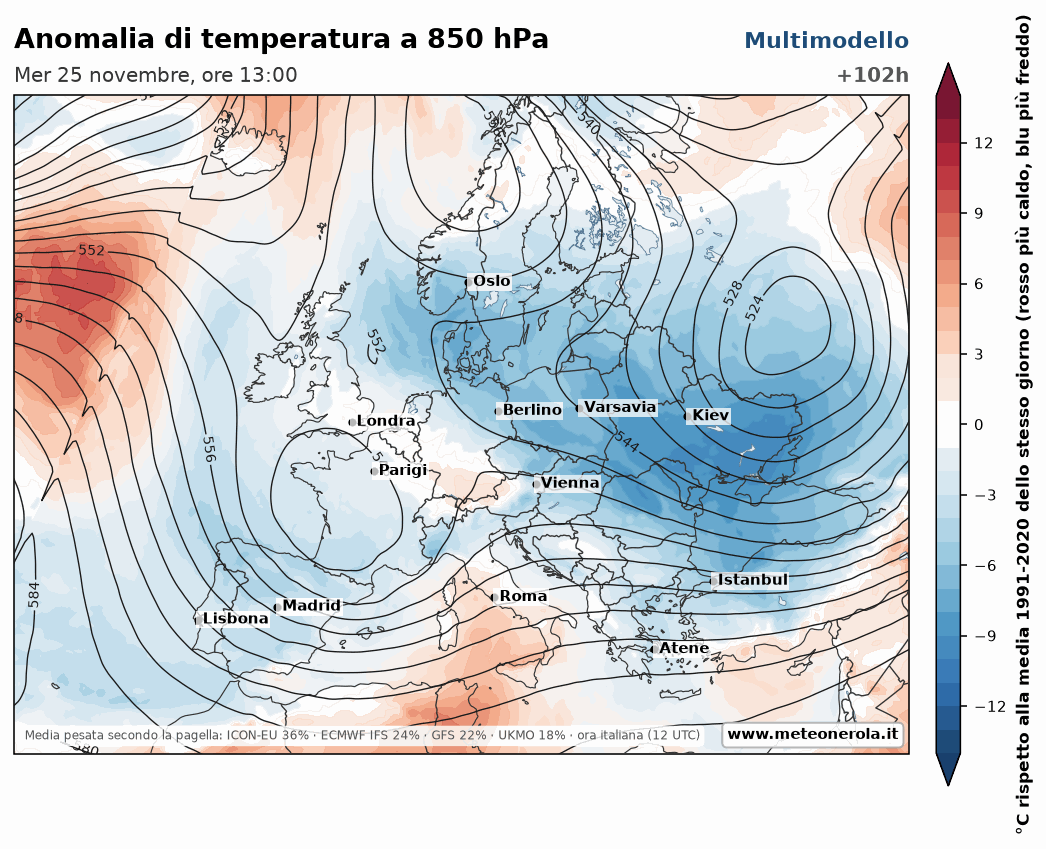 Anomalia di temperatura a 850 hPa
Multimodello
Mer 25 novembre, ore 13:00
+102h
532
540
552
528
524
Oslo
552
Berlino
Varsavia
Kiev
Londra
544
556
Parigi
Vienna
584
Istanbul
Madrid
Roma
Lisbona
Atene
Media pesata secondo la pagella: ICON-EU 36% · ECMWF IFS 24% · GFS 22% · UKMO 18% · ora italiana (12 UTC)
www.meteonerola.it
12
9
6
3
0
−3
−6
−9
−12
°C rispetto alla media 1991-2020 dello stesso giorno (rosso più caldo, blu più freddo)